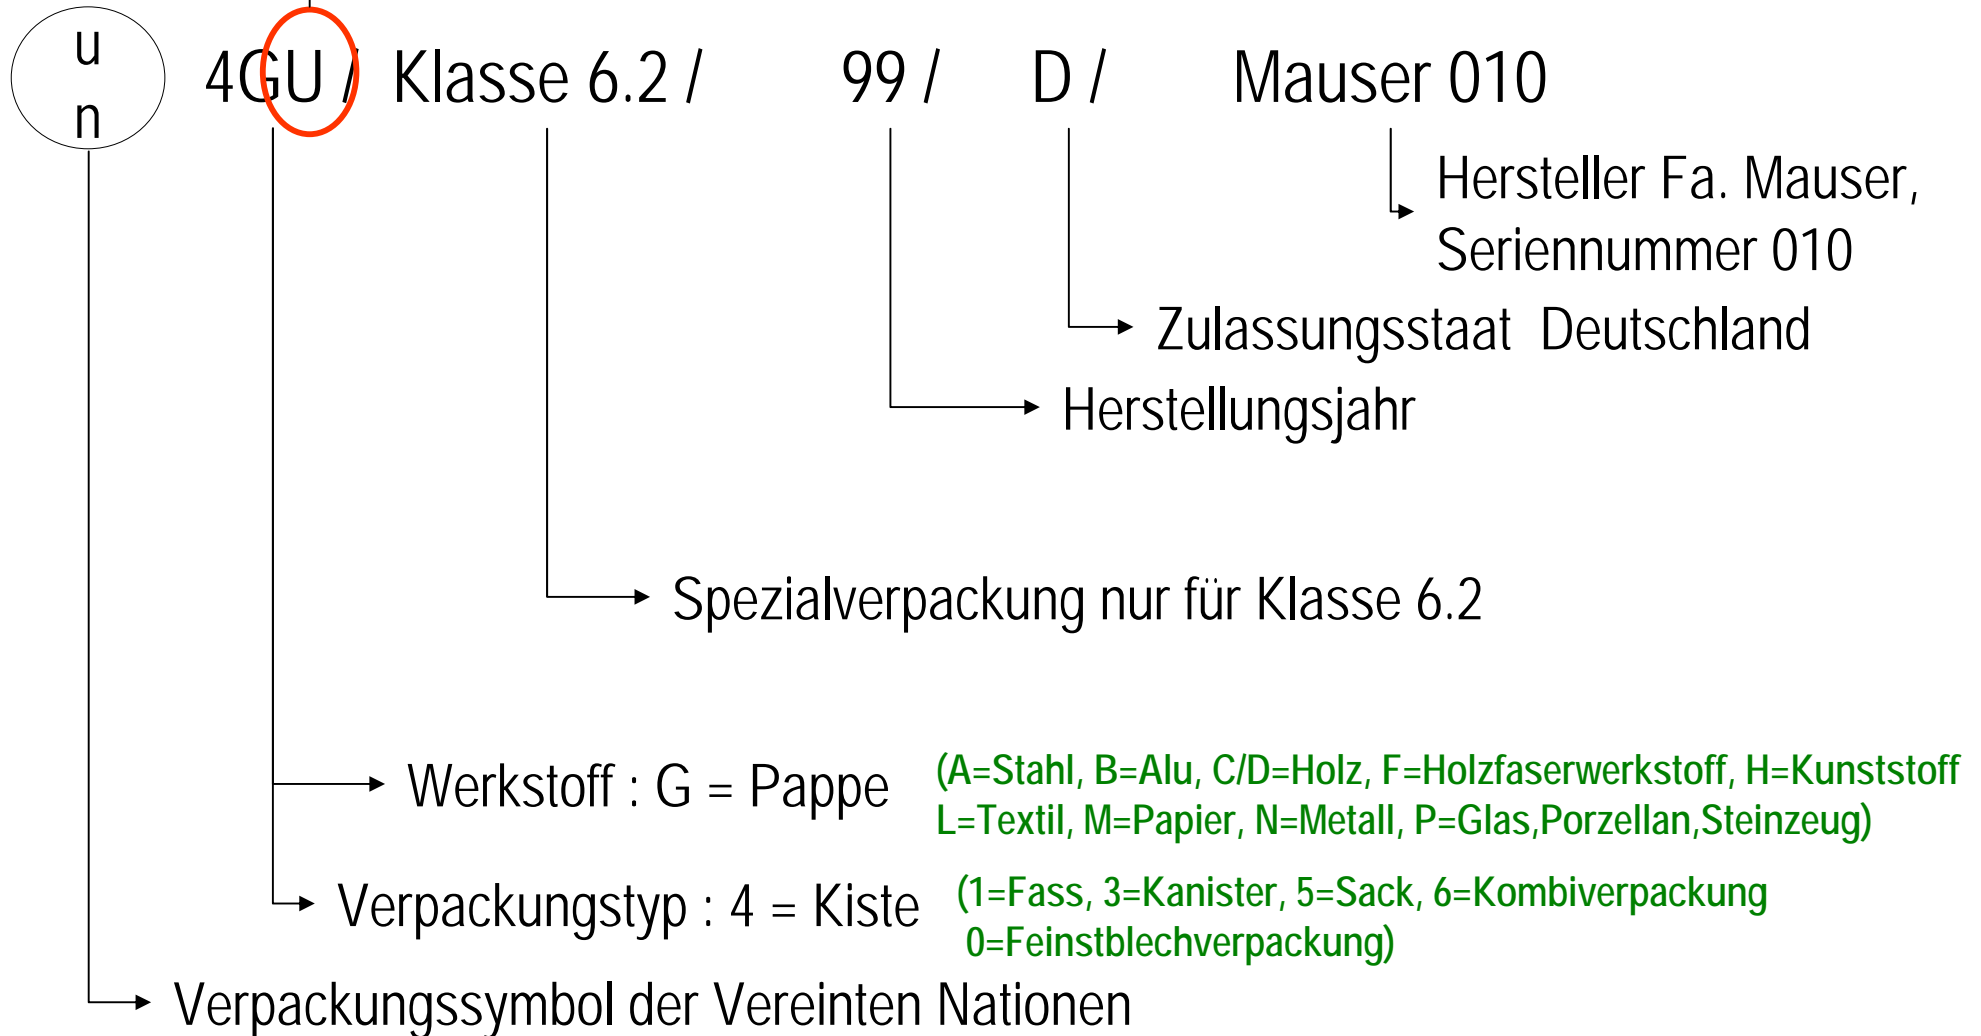 u
n
4GU / Klasse 6.2 / 99 / D / Mauser 010
Hersteller Fa. Mauser,
Seriennummer 010
Zulassungsstaat Deutschland
Herstellungsjahr
Spezialverpackung nur für Klasse 6.2
Werkstoff : G = Pappe
(A=Stahl, B=Alu, C/D=Holz, F=Holzfaserwerkstoff, H=Kunststoff
L=Textil, M=Papier, N=Metall, P=Glas,Porzellan,Steinzeug)
Verpackungstyp : 4 = Kiste
(1=Fass, 3=Kanister, 5=Sack, 6=Kombiverpackung
0=Feinstblechverpackung)
Verpackungssymbol der Vereinten Nationen